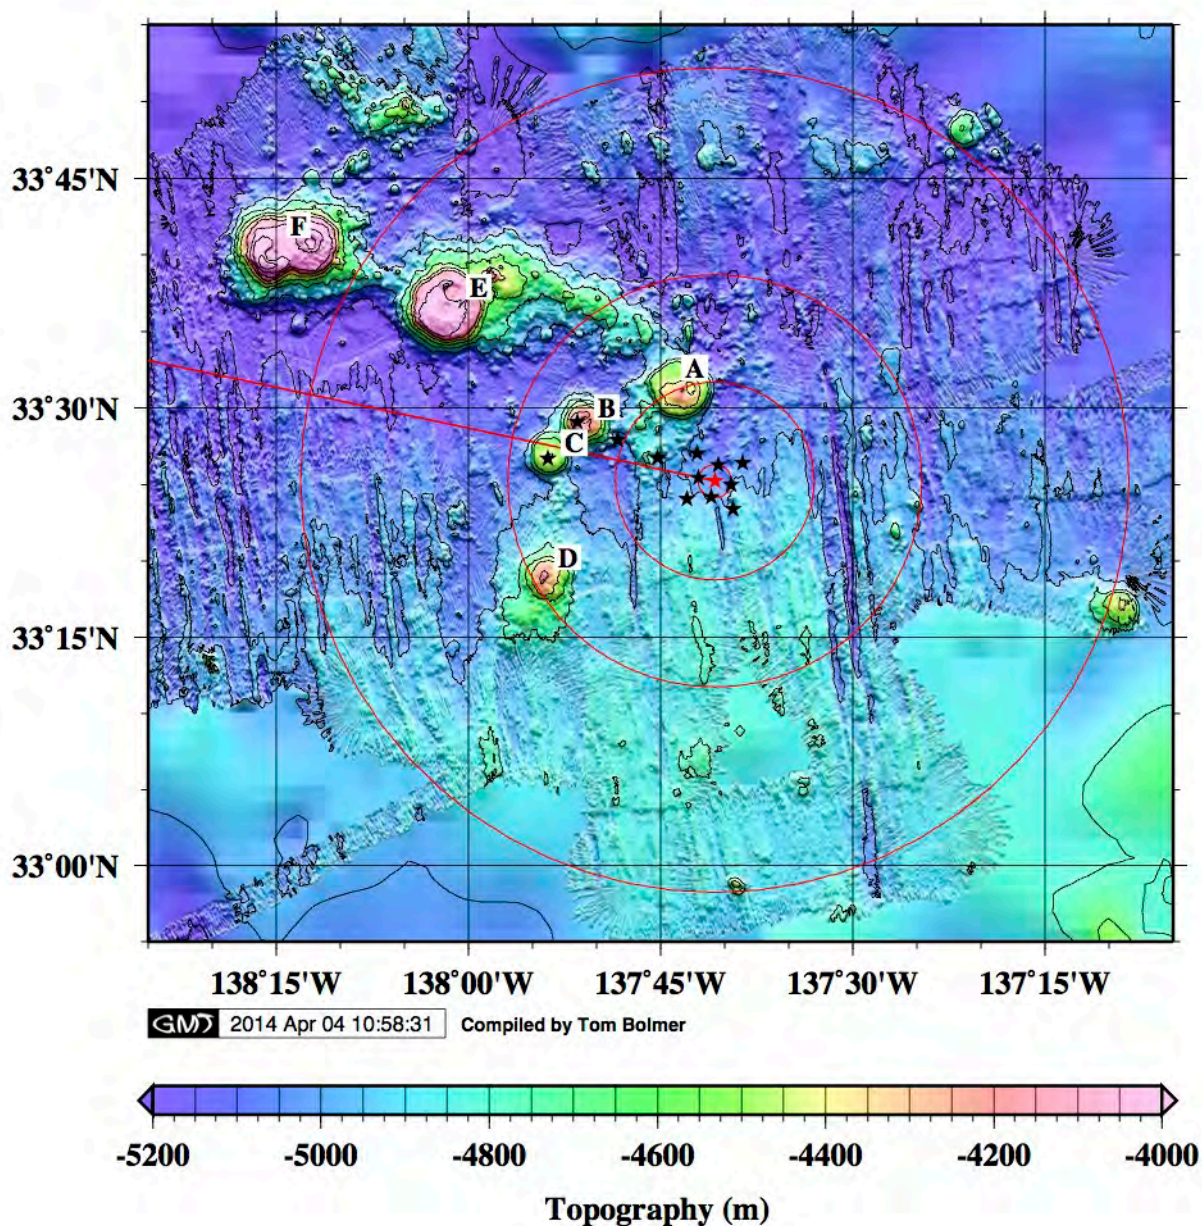 33°45'N
F
E
A
33°30'N
B
C
D
33°15'N
33°00'N
138°15'W 138°00'W 137°45'W 137°30'W 137°15'W
GMT 2014 Apr 04 10:58:31 Compiled by Tom Bolmer
-5200 -5000 -4800 -4600 -4400 -4200 -4000
Topography (m)